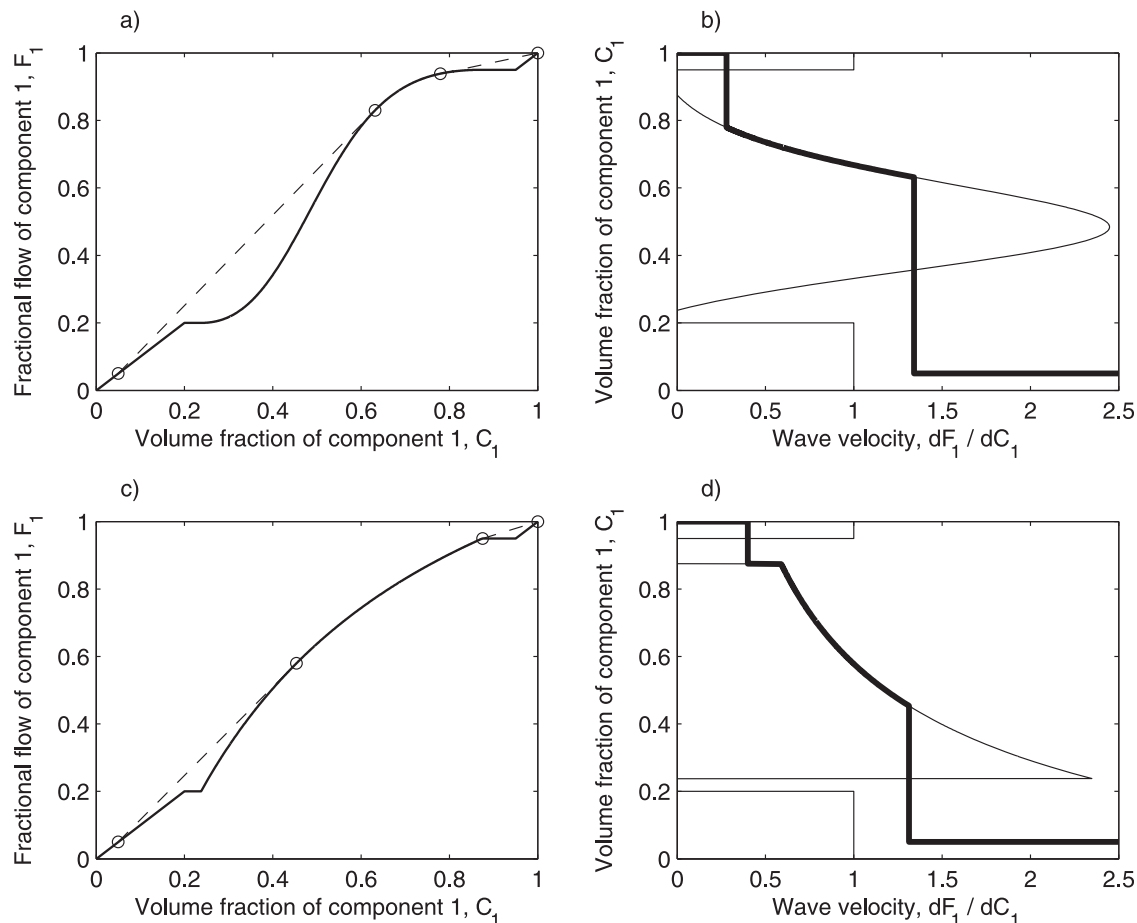 a)
Fractional flow of component 1, F₁
1
0.8
0.6
0.4
0.2
0
0 0.2 0.4 0.6 0.8 1
Volume fraction of component 1, C₁
b)
Volume fraction of component 1, C₁
1
0.8
0.6
0.4
0.2
0
0 0.5 1 1.5 2 2.5
Wave velocity, dF₁ / dC₁
c)
Fractional flow of component 1, F₁
1
0.8
0.6
0.4
0.2
0
0 0.2 0.4 0.6 0.8 1
Volume fraction of component 1, C₁
d)
Volume fraction of component 1, C₁
1
0.8
0.6
0.4
0.2
0
0 0.5 1 1.5 2 2.5
Wave velocity, dF₁ / dC₁